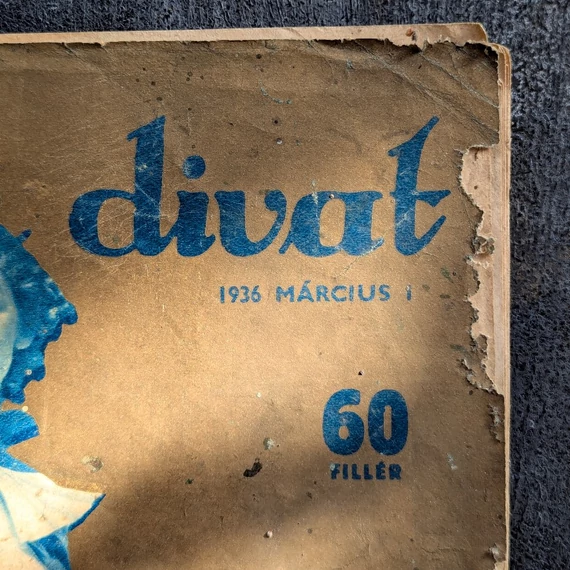 divat
1936 MÁRCIUS 1
60
FILLÉR